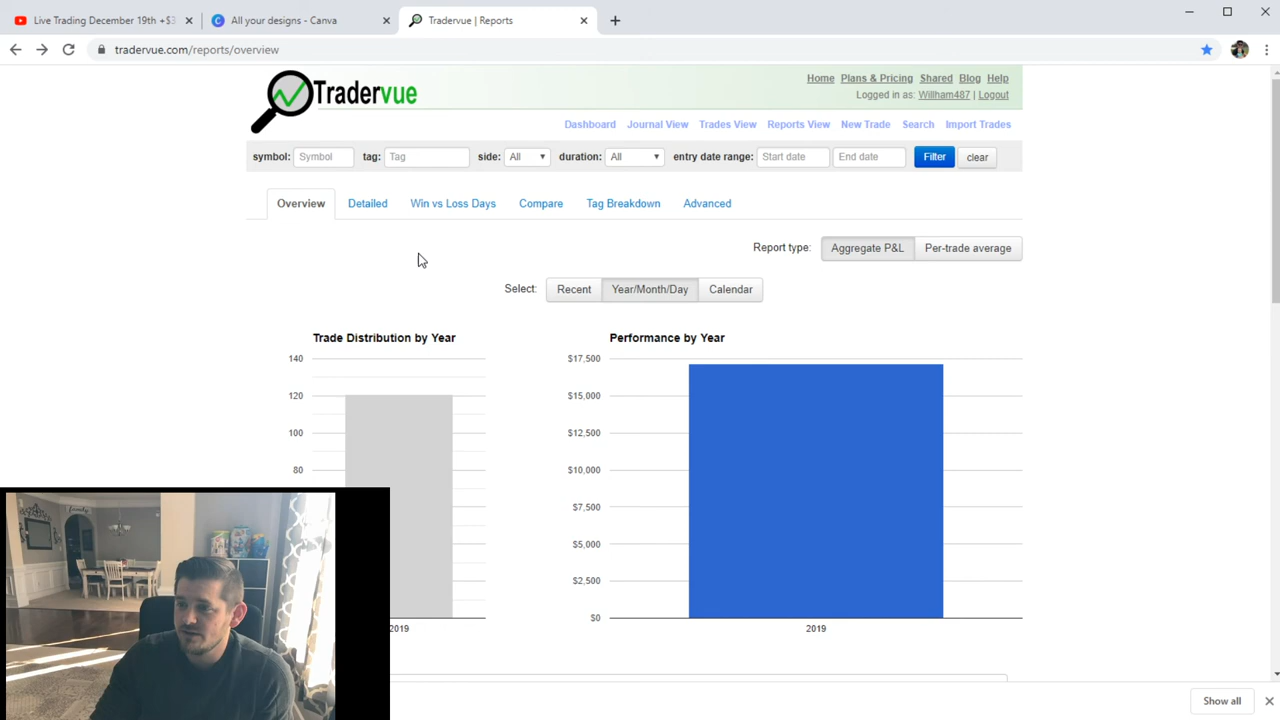 Live Trading December 19th +$3
All your designs - Canva
Tradervue | Reports
tradervue.com/reports/overview
Tradervue
Home Plans & Pricing Shared Blog Help
Logged in as: Willham487 | Logout
Dashboard Journal View Trades View Reports View New Trade Search Import Trades
symbol: Symbol tag: Tag side: All duration: All entry date range: Start date End date Filter clear
Overview Detailed Win vs Loss Days Compare Tag Breakdown Advanced
Report type: Aggregate P&L Per-trade average
Select: Recent Year/Month/Day Calendar
Trade Distribution by Year
140
120
100
80
2019
Performance by Year
$17,500
$15,000
$12,500
$10,000
$7,500
$5,000
$2,500
$0
2019
Show all